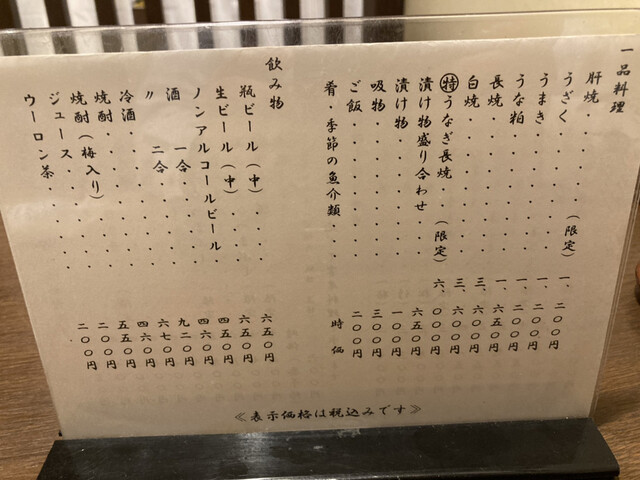 一品料理
肝焼・・・・・(限定) 一、二〇〇円
うざく・・・・・・・ 一、二〇〇円
うまき・・・・・・・ 一、二〇〇円
うな粕・・・・・・・ 一、六五〇円
長焼・・・・・・・・ 三、六〇〇円
白焼・・・・・・・・ 三、六〇〇円
㊕うなぎ長焼・・(限定) 六、〇〇〇円
漬け物盛り合わせ・・ 六五〇円
漬け物・・・・・・・ 一〇〇円
吸物・・・・・・・・ 三〇〇円
ご飯・・・・・・・・ 二〇〇円
肴・季節の魚介類・・・ 時価
飲み物
瓶ビール(中)・・・ 六五〇円
生ビール(中)・・・ 六五〇円
ノンアルコールビール・ 四五〇円
酒 一合・・・・・ 四六〇円
〃 二合・・・・・ 九二〇円
冷酒・・・・・・・・ 六七〇円
焼酎・・・・・・・・ 四六〇円
焼酎(梅入り)・・・ 五五〇円
ジュース・・・・・・ 二〇〇円
ウーロン茶・・・・・ 二〇〇円
≪表示価格は税込みです≫